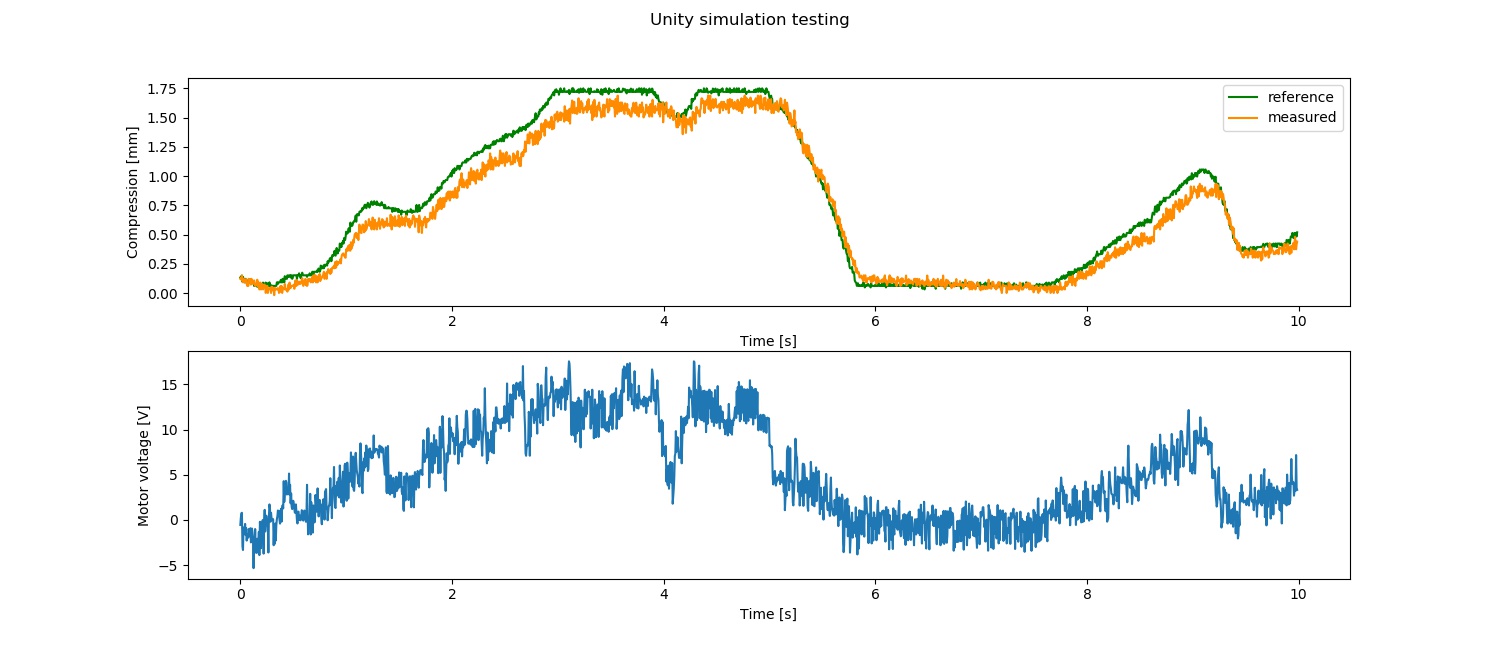 Unity simulation testing
1.75
1.50
1.25
1.00
0.75
0.50
0.25
0.00
Compression [mm]
reference
measured
0 2 4 6 8 10
Time [s]
15
10
5
0
−5
Motor voltage [V]
0 2 4 6 8 10
Time [s]